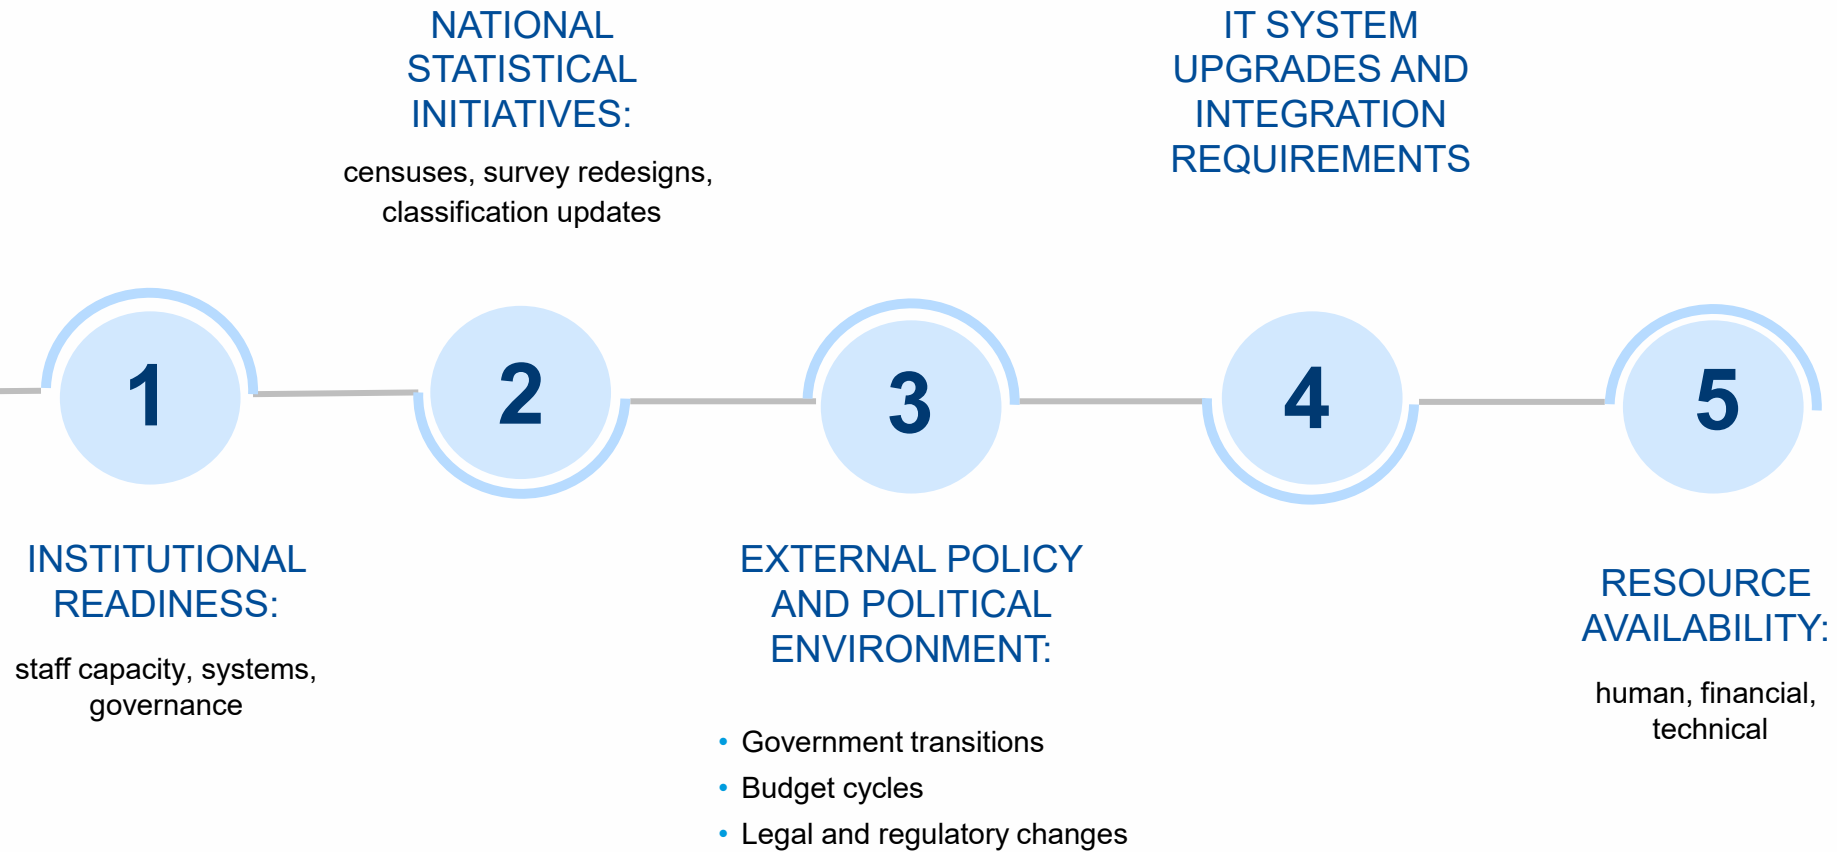 1
INSTITUTIONAL
READINESS:
staff capacity, systems,
governance
NATIONAL
STATISTICAL
INITIATIVES:
censuses, survey redesigns,
classification updates
2
3
EXTERNAL POLICY
AND POLITICAL
ENVIRONMENT:
• Government transitions
• Budget cycles
• Legal and regulatory changes
IT SYSTEM
UPGRADES AND
INTEGRATION
REQUIREMENTS
4
5
RESOURCE
AVAILABILITY:
human, financial,
technical